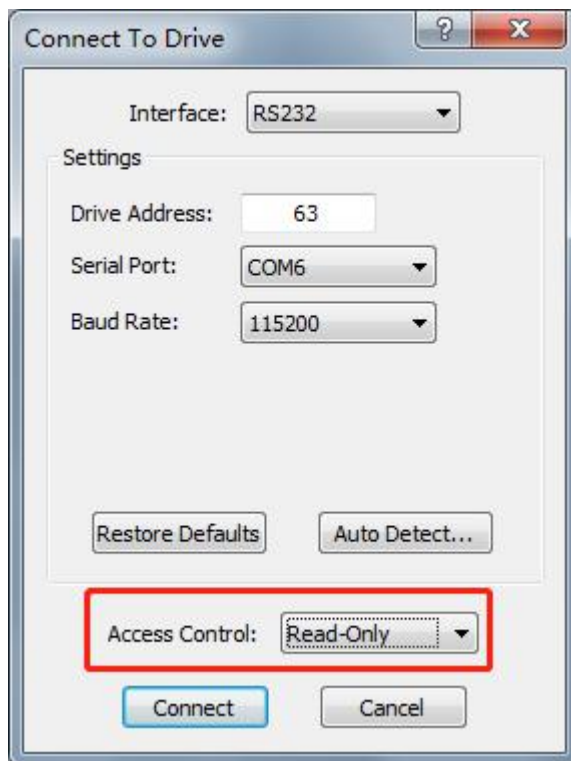 Connect To Drive
Interface: RS232
Settings
Drive Address: 63
Serial Port: COM6
Baud Rate: 115200
Restore Defaults Auto Detect...
Access Control: Read-Only
Connect Cancel